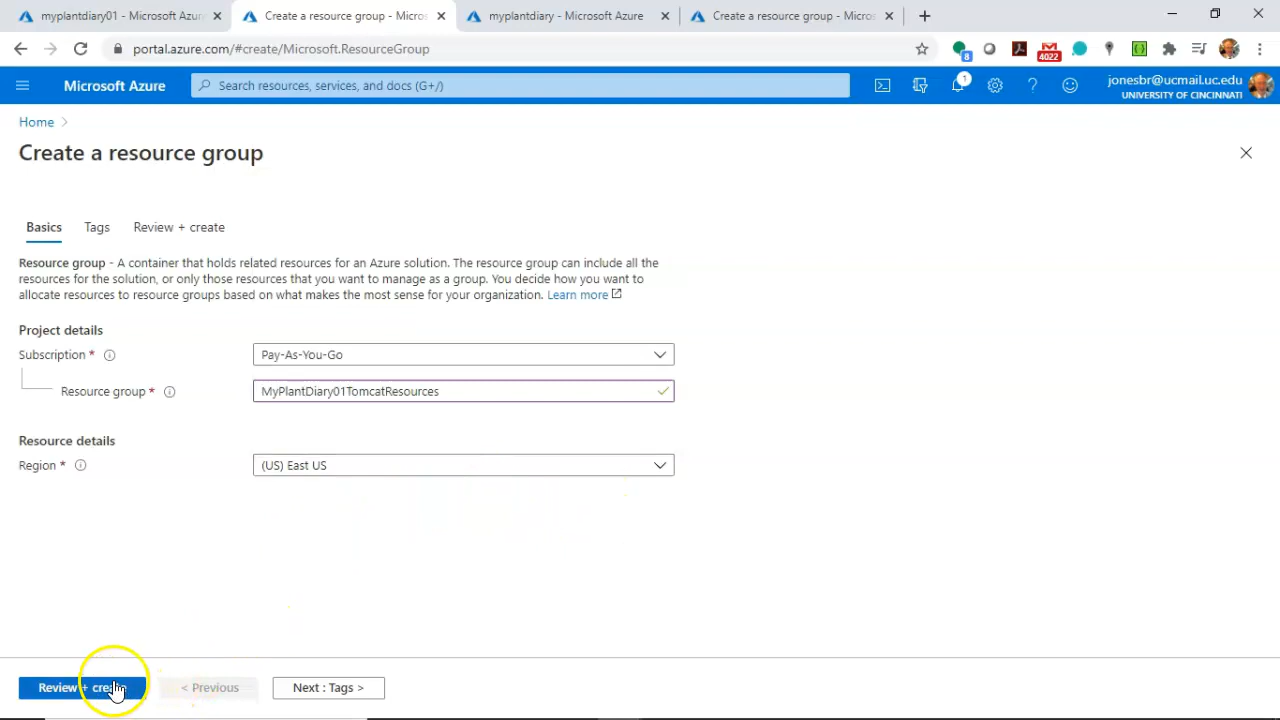 myplantdiary01 - Microsoft Azure
Create a resource group - Micros
myplantdiary - Microsoft Azure
Create a resource group - Micros
portal.azure.com/#create/Microsoft.ResourceGroup
8
4022
Microsoft Azure
Search resources, services, and docs (G+/)
1
jonesbr@ucmail.uc.edu
UNIVERSITY OF CINCINNATI
Home >
Create a resource group
Basics
Tags
Review + create
Resource group - A container that holds related resources for an Azure solution. The resource group can include all the
resources for the solution, or only those resources that you want to manage as a group. You decide how you want to
allocate resources to resource groups based on what makes the most sense for your organization. Learn more
Project details
Subscription *
Pay-As-You-Go
Resource group *
MyPlantDiary01TomcatResources
Resource details
Region *
(US) East US
Review + create
< Previous
Next : Tags >